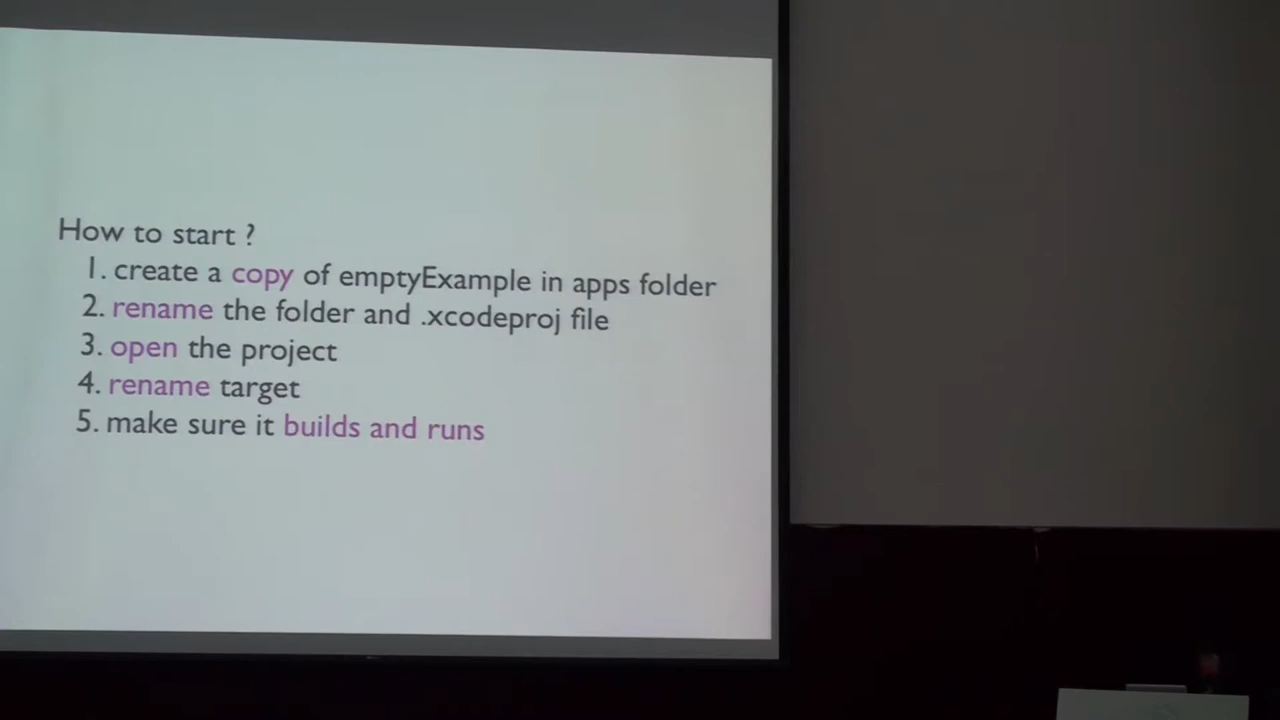 How to start ?
1. create a copy of emptyExample in apps folder
2. rename the folder and .xcodeproj file
3. open the project
4. rename target
5. make sure it builds and runs